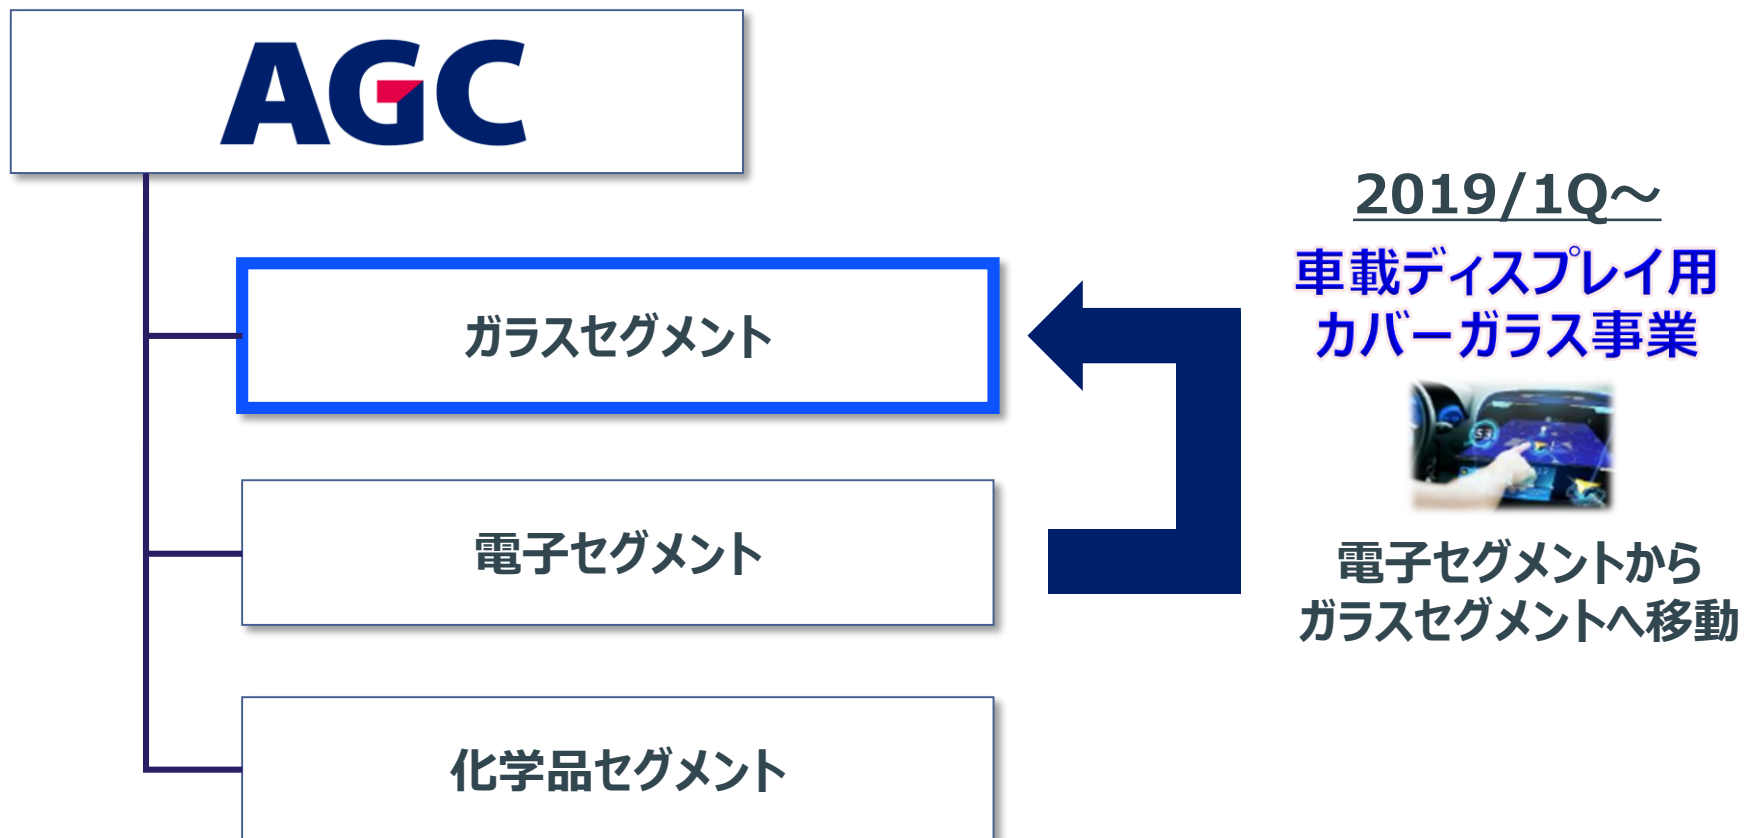 AGC
2019/1Q～
車載ディスプレイ用
カバーガラス事業
ガラスセグメント
53
電子セグメント
電子セグメントから
ガラスセグメントへ移動
化学品セグメント